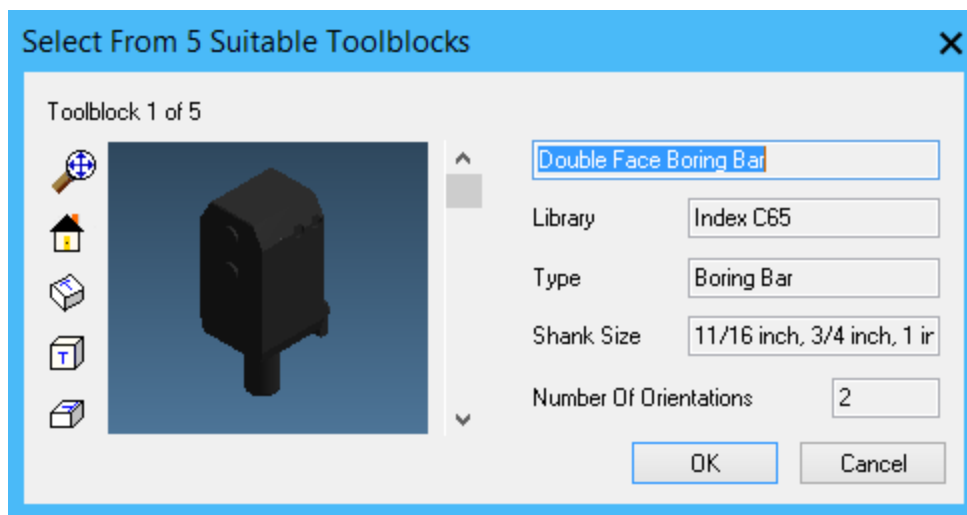 Select From 5 Suitable Toolblocks
Toolblock 1 of 5
Double Face Boring Bar
Library Index C65
Type Boring Bar
Shank Size 11/16 inch, 3/4 inch, 1 ir
Number Of Orientations 2
T
OK Cancel